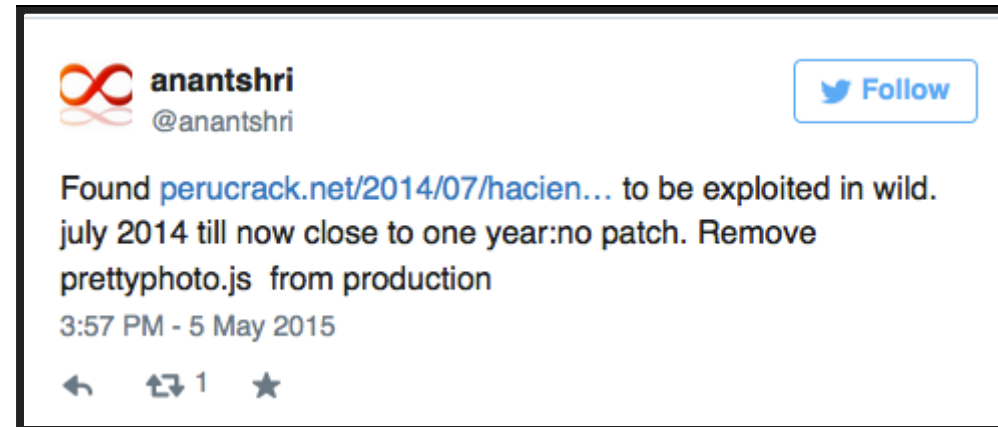 anantshri
@anantshri
Follow
Found perucrack.net/2014/07/hacien… to be exploited in wild.
july 2014 till now close to one year:no patch. Remove
prettyphoto.js from production
3:57 PM - 5 May 2015
1